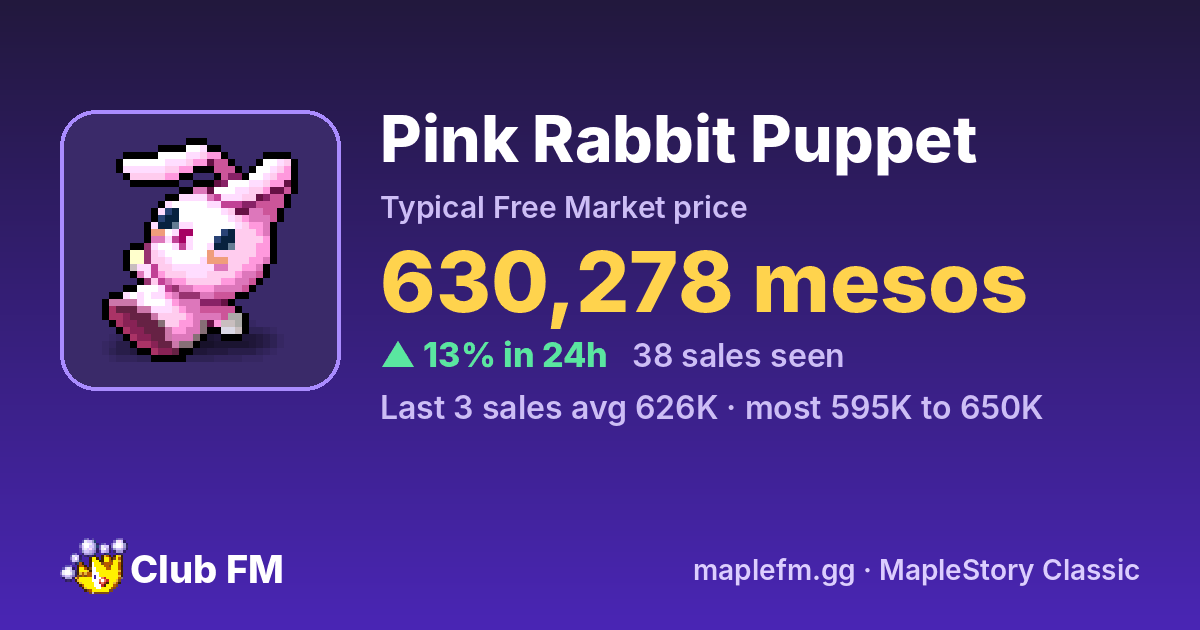 Pink Rabbit Puppet
Typical Free Market price
630,278 mesos
▲ 13% in 24h 38 sales seen
Last 3 sales avg 626K · most 595K to 650K
Club FM
maplefm.gg · MapleStory Classic